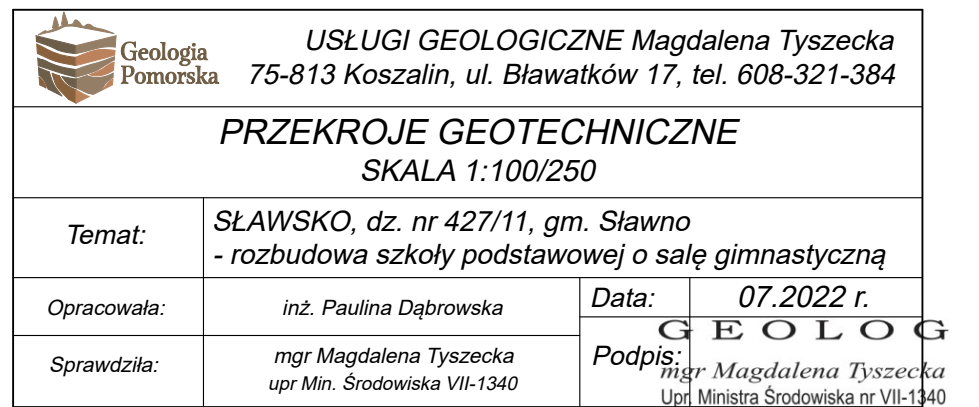 Geologia
Pomorska
USŁUGI GEOLOGICZNE Magdalena Tyszecka
75-813 Koszalin, ul. Bławatków 17, tel. 608-321-384
PRZEKROJE GEOTECHNICZNE
SKALA 1:100/250
Temat:
SŁAWSKO, dz. nr 427/11, gm. Sławno
- rozbudowa szkoły podstawowej o salę gimnastyczną
Opracowała:
inż. Paulina Dąbrowska
Data:
07.2022 r.
Sprawdziła:
mgr Magdalena Tyszecka
upr Min. Środowiska VII-1340
Podpis:
GEOLOG
mgr Magdalena Tyszecka
Upr. Ministra Środowiska nr VII-1340